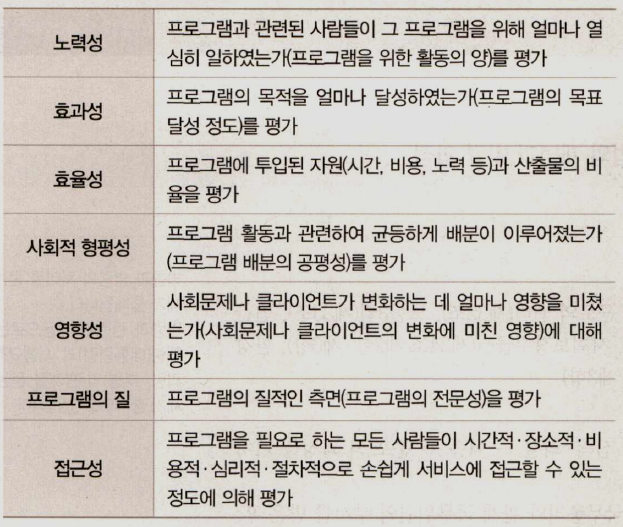 노력성
프로그램과 관련된 사람들이 그 프로그램을 위해 얼마나 열
심히 일하였는가(프로그램을 위한 활동의 양)를 평가
효과성
프로그램의 목적을 얼마나 달성하였는가(프로그램의 목표
달성 정도)를 평가
효율성
프로그램에 투입된 자원(시간, 비용, 노력 등)과 산출물의 비
율을 평가
사회적 형평성
프로그램 활동과 관련하여 균등하게 배분이 이루어졌는가
(프로그램 배분의 공평성)를 평가
영향성
사회문제나 클라이언트가 변화하는 데 얼마나 영향을 미쳤
는가(사회문제나 클라이언트의 변화에 미친 영향)에 대해
평가
프로그램의 질
프로그램의 질적인 측면(프로그램의 전문성)을 평가
접근성
프로그램을 필요로 하는 모든 사람들이 시간적·장소적·비
용적·심리적·절차적으로 손쉽게 서비스에 접근할 수 있는
정도에 의해 평가